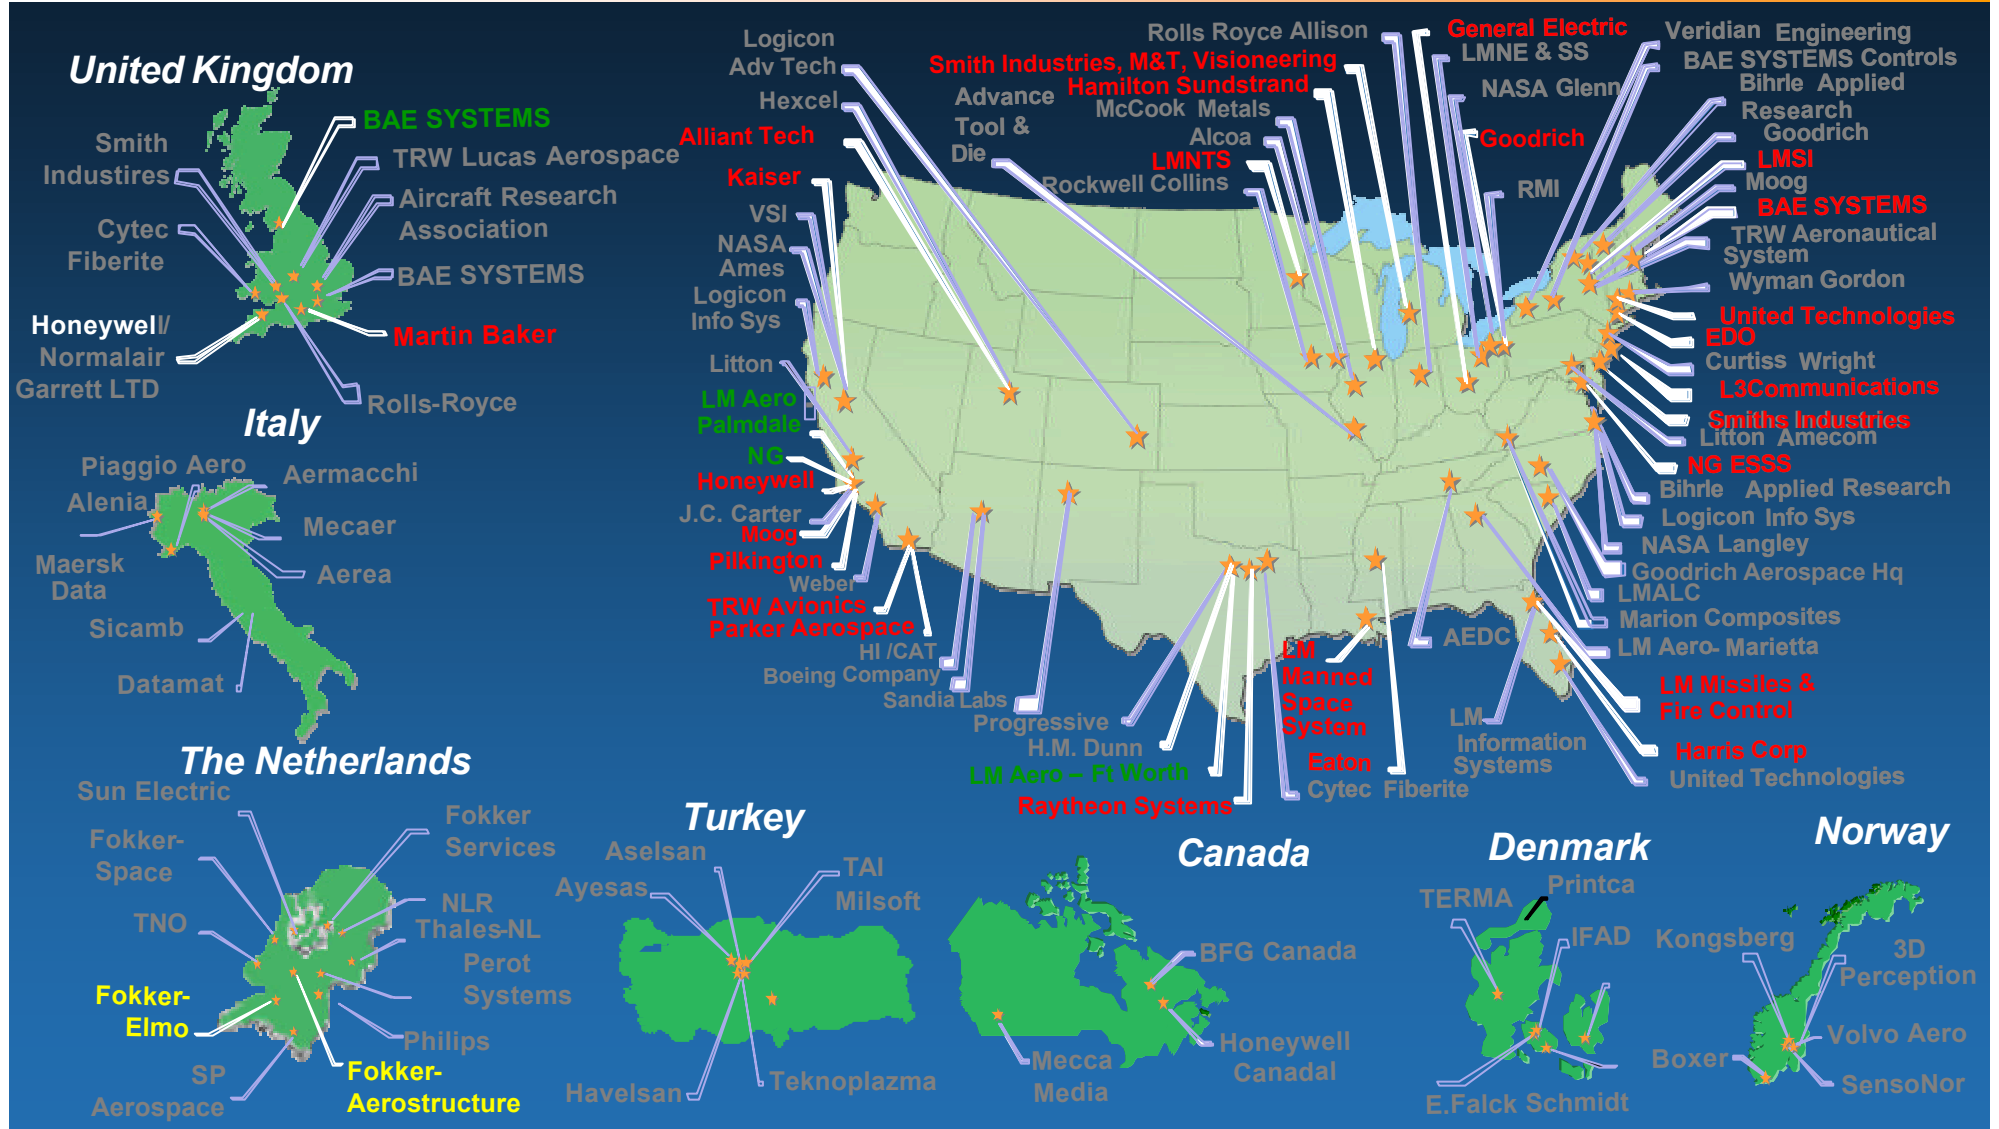 United Kingdom
BAE SYSTEMS
Smith
Industires
TRW Lucas Aerospace
Aircraft Research
Association
Cytec
Fiberite
BAE SYSTEMS
Honeywell/
Normalair
Garrett LTD
Martin Baker
Rolls-Royce
Italy
Piaggio Aero
Aermacchi
Alenia
Mecaer
Maersk
Data
Aerea
Sicamb
Datamat
The Netherlands
Sun Electric
Fokker
Services
Fokker-
Space
NLR
TNO
Thales-NL
Perot
Systems
Fokker-
Elmo
Philips
SP
Aerospace
Fokker-
Aerostructure
Logicon
Adv Tech
Hexcel
Alliant Tech
Kaiser
VSI
NASA
Ames
Logicon
Info Sys
Litton
LM Aero
Palmdale
NG
Honeywell
J.C. Carter
Moog
Pilkington
Weber
TRW Avionics
Parker Aerospace
HI /CAT
Boeing Company
Sandia Labs
Progressive
H.M. Dunn
LM Aero – Ft Worth
Raytheon Systems
Rolls Royce Allison
Smith Industries, M&T, Visioneering
Hamilton Sundstrand
Advance
Tool &
Die
McCook Metals
Alcoa
LMNTS
Rockwell Collins
General Electric
LMNE & SS
NASA Glenn
Goodrich
RMI
Veridian Engineering
BAE SYSTEMS Controls
Bihrle Applied
Research
Goodrich
LMSI
Moog
BAE SYSTEMS
TRW Aeronautical
System
Wyman Gordon
United Technologies
EDO
Curtiss Wright
L3Communications
Smiths Industries
Litton Amecom
NG ESSS
Bihrle Applied Research
Logicon Info Sys
NASA Langley
Goodrich Aerospace Hq
LMALC
Marion Composites
LM Aero- Marietta
LM Missiles &
Fire Control
Harris Corp
United Technologies
AEDC
LM
Information
Systems
LM
Manned
Space
System
Eaton
Cytec Fiberite
Turkey
Aselsan
Ayesas
TAI
Milsoft
Havelsan
Teknoplazma
Canada
BFG Canada
Mecca
Media
Honeywell
Canadal
Denmark
TERMA
Printca
IFAD
E.Falck Schmidt
Norway
Kongsberg
3D
Perception
Volvo Aero
Boxer
SensoNor